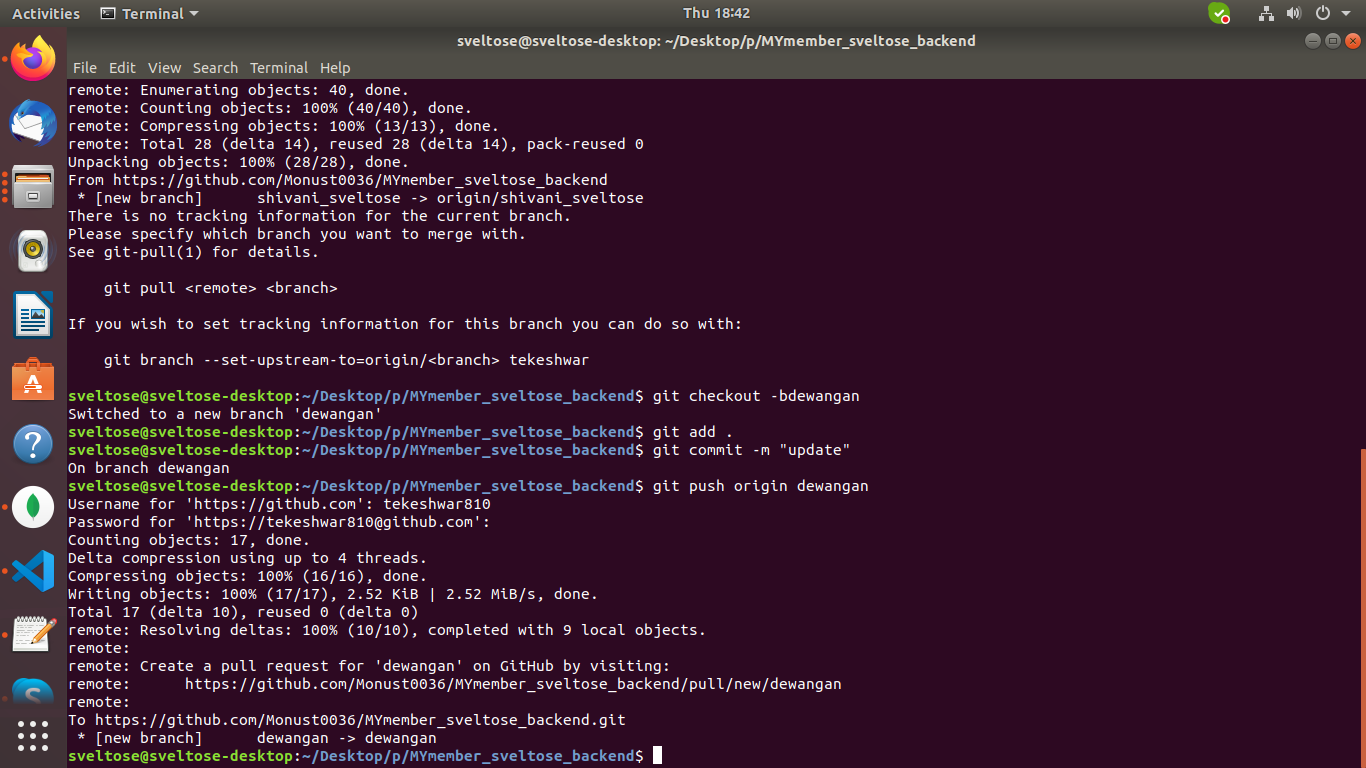 Activities Terminal Thu 18:42
sveltose@sveltose-desktop: ~/Desktop/p/MYmember_sveltose_backend
File Edit View Search Terminal Help
remote: Enumerating objects: 40, done.
remote: Counting objects: 100% (40/40), done.
remote: Compressing objects: 100% (13/13), done.
remote: Total 28 (delta 14), reused 28 (delta 14), pack-reused 0
Unpacking objects: 100% (28/28), done.
From https://github.com/Monust0036/MYmember_sveltose_backend
 * [new branch]      shivani_sveltose -> origin/shivani_sveltose
There is no tracking information for the current branch.
Please specify which branch you want to merge with.
See git-pull(1) for details.
    git pull <remote> <branch>
If you wish to set tracking information for this branch you can do so with:
    git branch --set-upstream-to=origin/<branch> tekeshwar
sveltose@sveltose-desktop:~/Desktop/p/MYmember_sveltose_backend$ git checkout -bdewangan
Switched to a new branch 'dewangan'
sveltose@sveltose-desktop:~/Desktop/p/MYmember_sveltose_backend$ git add .
sveltose@sveltose-desktop:~/Desktop/p/MYmember_sveltose_backend$ git commit -m "update"
On branch dewangan
sveltose@sveltose-desktop:~/Desktop/p/MYmember_sveltose_backend$ git push origin dewangan
Username for 'https://github.com': tekeshwar810
Password for 'https://tekeshwar810@github.com':
Counting objects: 17, done.
Delta compression using up to 4 threads.
Compressing objects: 100% (16/16), done.
Writing objects: 100% (17/17), 2.52 KiB | 2.52 MiB/s, done.
Total 17 (delta 10), reused 0 (delta 0)
remote: Resolving deltas: 100% (10/10), completed with 9 local objects.
remote:
remote: Create a pull request for 'dewangan' on GitHub by visiting:
remote:      https://github.com/Monust0036/MYmember_sveltose_backend/pull/new/dewangan
remote:
To https://github.com/Monust0036/MYmember_sveltose_backend.git
 * [new branch]      dewangan -> dewangan
sveltose@sveltose-desktop:~/Desktop/p/MYmember_sveltose_backend$